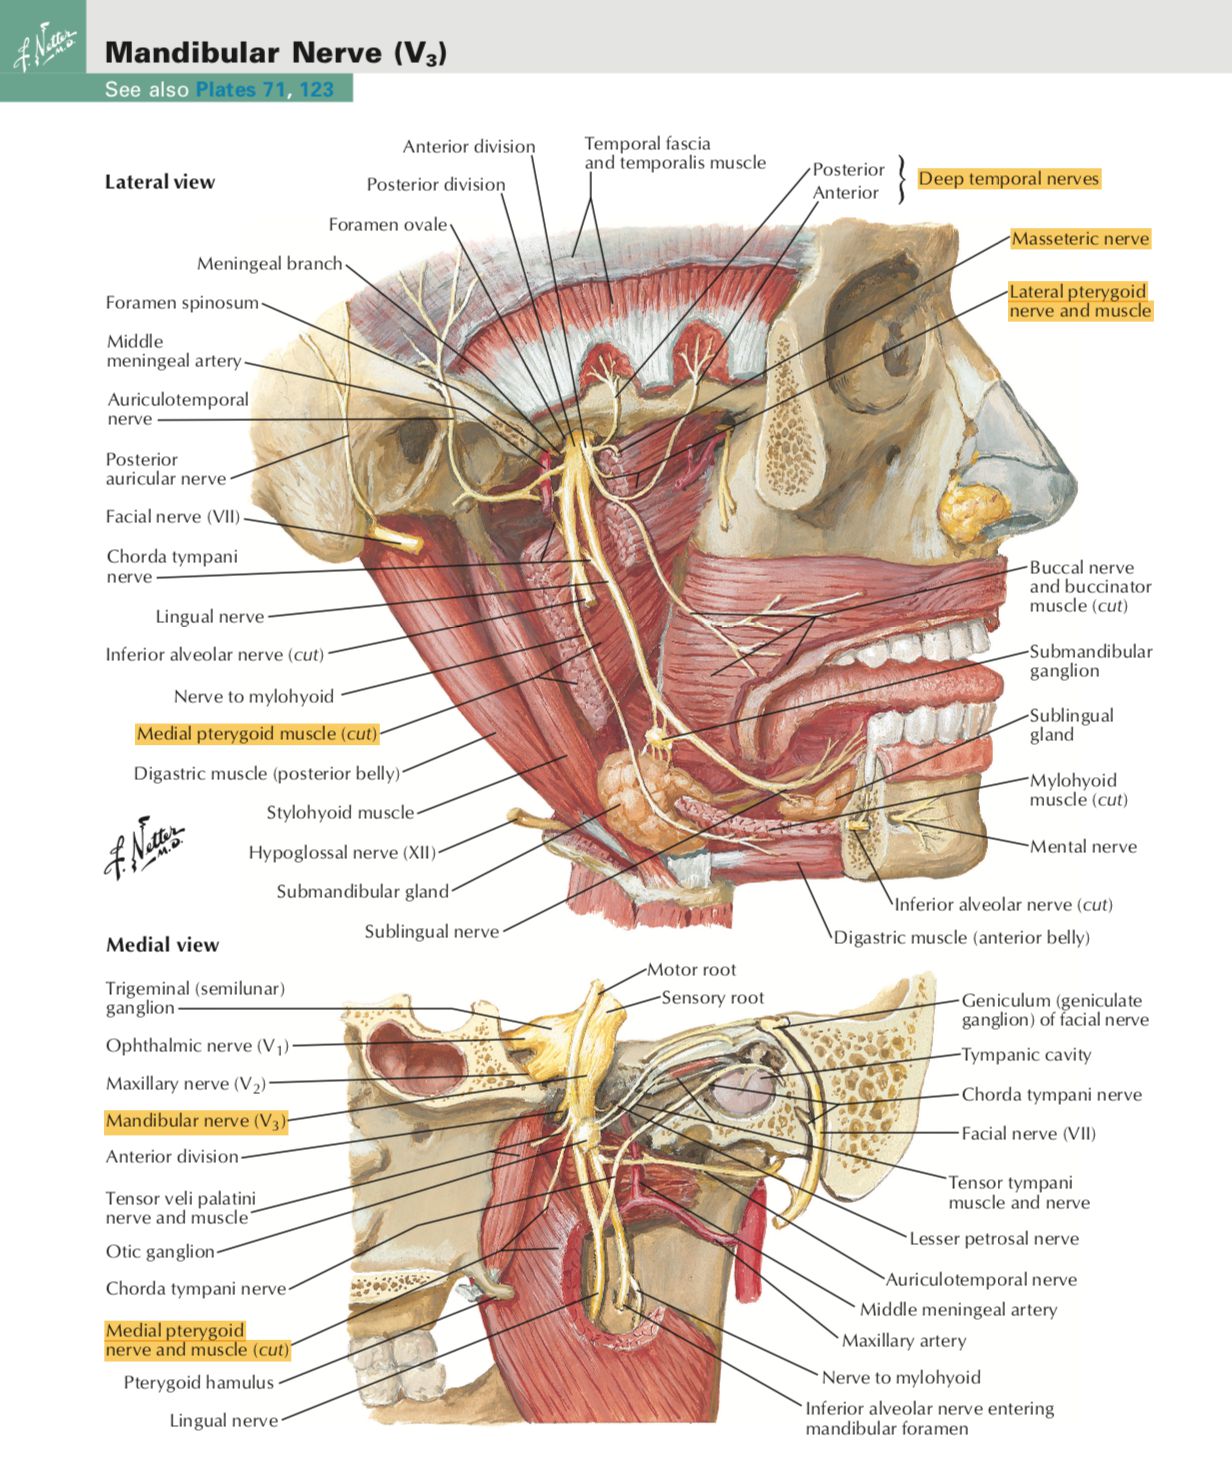 F. Netter M.D.
Mandibular Nerve (V3)
See also Plates 71, 123
Lateral view
Anterior division
Posterior division
Foramen ovale
Meningeal branch
Foramen spinosum
Middle
meningeal artery
Auriculotemporal
nerve
Posterior
auricular nerve
Facial nerve (VII)
Chorda tympani
nerve
Lingual nerve
Inferior alveolar nerve (cut)
Nerve to mylohyoid
Medial pterygoid muscle (cut)
Digastric muscle (posterior belly)
Stylohyoid muscle
Hypoglossal nerve (XII)
Submandibular gland
Sublingual nerve
Temporal fascia
and temporalis muscle
Posterior
Anterior
Deep temporal nerves
Masseteric nerve
Lateral pterygoid
nerve and muscle
Buccal nerve
and buccinator
muscle (cut)
Submandibular
ganglion
Sublingual
gland
Mylohyoid
muscle (cut)
Mental nerve
Inferior alveolar nerve (cut)
Digastric muscle (anterior belly)
F. Netter M.D.
Medial view
Motor root
Sensory root
Trigeminal (semilunar)
ganglion
Ophthalmic nerve (V1)
Maxillary nerve (V2)
Mandibular nerve (V3)
Anterior division
Tensor veli palatini
nerve and muscle
Otic ganglion
Chorda tympani nerve
Medial pterygoid
nerve and muscle (cut)
Pterygoid hamulus
Lingual nerve
Geniculum (geniculate
ganglion) of facial nerve
Tympanic cavity
Chorda tympani nerve
Facial nerve (VII)
Tensor tympani
muscle and nerve
Lesser petrosal nerve
Auriculotemporal nerve
Middle meningeal artery
Maxillary artery
Nerve to mylohyoid
Inferior alveolar nerve entering
mandibular foramen